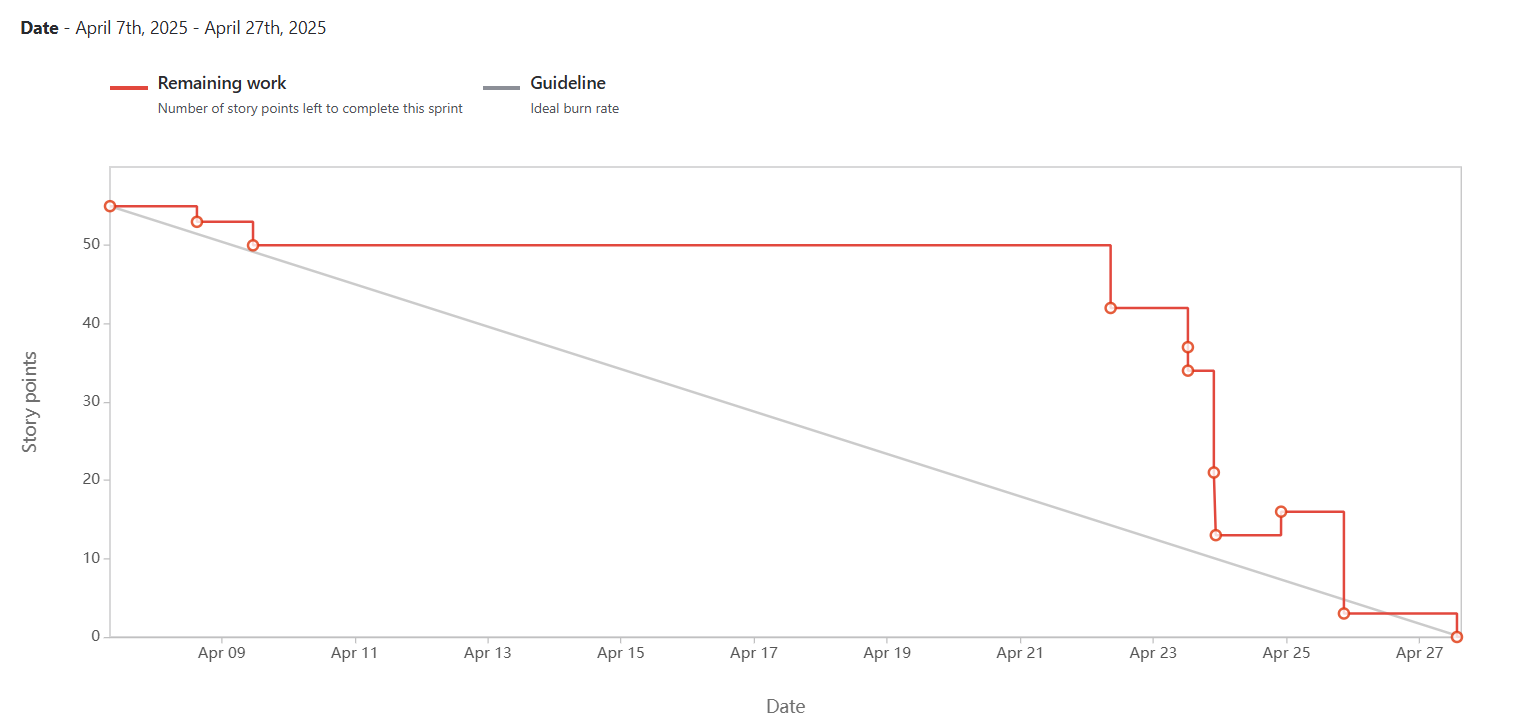 Date - April 7th, 2025 - April 27th, 2025
Remaining work
Number of story points left to complete this sprint
Guideline
Ideal burn rate
Story points
50
40
30
20
10
0
Apr 09
Apr 11
Apr 13
Apr 15
Apr 17
Apr 19
Apr 21
Apr 23
Apr 25
Apr 27
Date